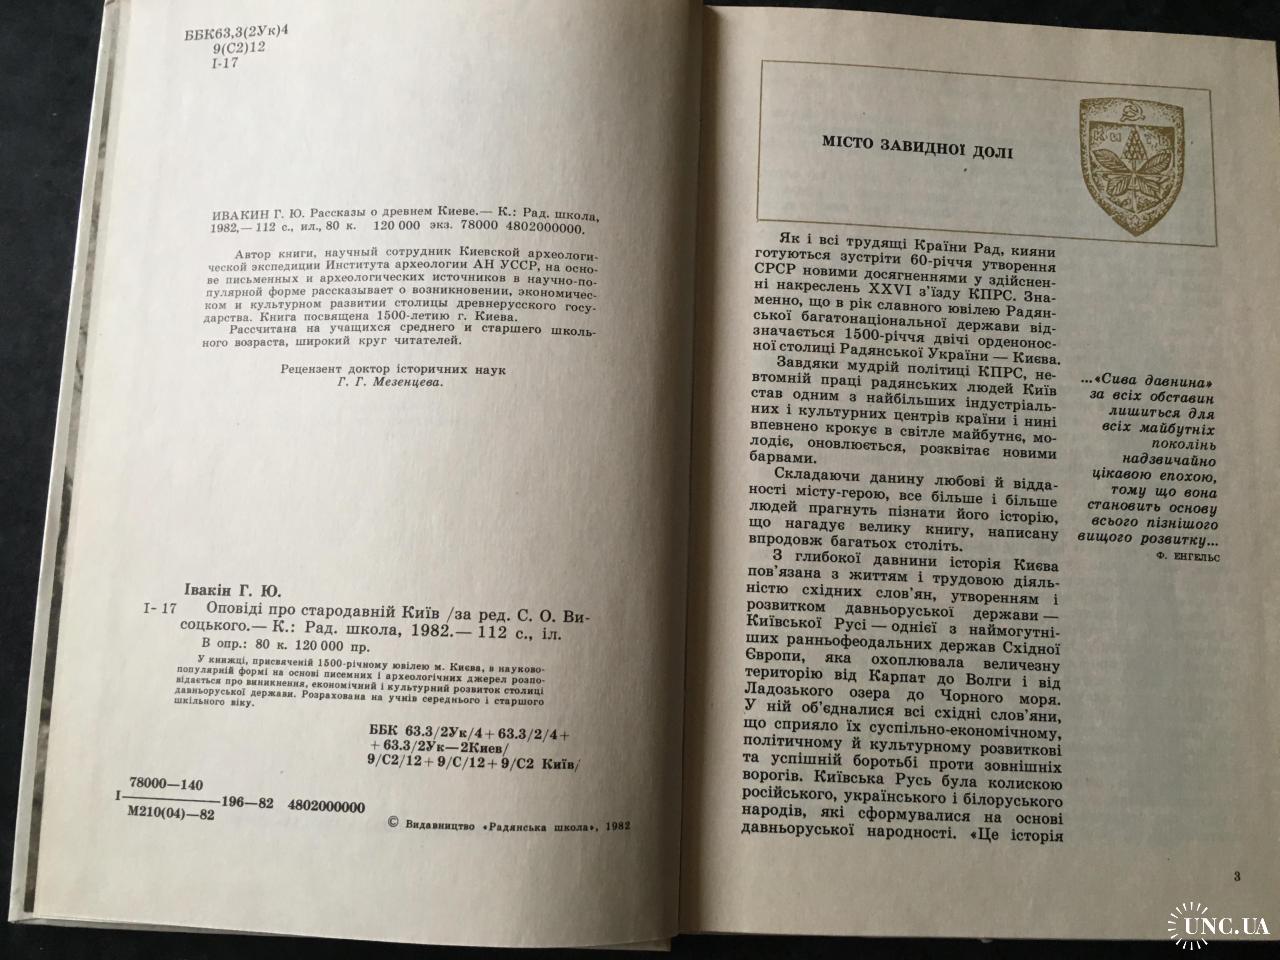 ББК63,3(2Ук)4
9(С2)12
І-17
ИВАКИН Г. Ю. Рассказы о древнем Киеве.— К.: Рад. школа,
1982,— 112 с., ил., 80 к. 120 000 экз. 78000 4802000000.
Автор книги, научный сотрудник Киевской археологи-
ческой экспедиции Института археологии АН УССР, на осно-
ве письменных и археологических источников в научно-по-
пулярной форме рассказывает о возникновении, экономичес-
ком и культурном развитии столицы древнерусского госу-
дарства. Книга посвящена 1500-летию г. Киева.
Рассчитана на учащихся среднего и старшего школь-
ного возраста, широкий круг читателей.
Рецензент доктор історичних наук
Г. Г. Мезенцева.
Івакін Г. Ю.
І- 17 Оповіді про стародавній Київ /за ред. С. О. Ви-
соцького.— К.: Рад. школа, 1982.— 112 с., іл.
В опр.: 80 к. 120 000 пр.
У книжці, присвяченій 1500-річному ювілею м. Києва, в науково-
популярній формі на основі писемних і археологічних джерел розпо-
відається про виникнення, економічний і культурний розвиток столиці
давньоруської держави. Розрахована на учнів середнього і старшого
шкільного віку.
ББК 63.3/2Ук/4+63.3/2/4+
+63.3/2Ук—2Киев/
9/С2/12+9/С/12+9/С2 Київ/
78000—140
І —196—82 4802000000
М210(04)—82
© Видавництво «Радянська школа», 1982
МІСТО ЗАВИДНОЇ ДОЛІ
КИЇВ
Як і всі трудящі Країни Рад, кияни
готуються зустріти 60-річчя утворення
СРСР новими досягненнями у здійснен-
ні накреслень XXVI з'їзду КПРС. Зна-
менно, що в рік славного ювілею Радян-
ської багатонаціональної держави від-
значається 1500-річчя двічі орденонос-
ної столиці Радянської України — Києва.
Завдяки мудрій політиці КПРС, не-
втомній праці радянських людей Київ
став одним з найбільших індустріаль-
них і культурних центрів країни і нині
впевнено крокує в світле майбутнє, мо-
лодіє, оновлюється, розквітає новими
барвами.
Складаючи данину любові й відда-
ності місту-герою, все більше і більше
людей прагнуть пізнати його історію,
що нагадує велику книгу, написану
впродовж багатьох століть.
З глибокої давнини історія Києва
пов'язана з життям і трудовою діяль-
ністю східних слов'ян, утворенням і
розвитком давньоруської держави —
Київської Русі — однієї з наймогутні-
ших ранньофеодальних держав Східної
Європи, яка охоплювала величезну
територію від Карпат до Волги і від
Ладозького озера до Чорного моря.
У ній об'єдналися всі східні слов'яни,
що сприяло їх суспільно-економічному,
політичному й культурному розвиткові
та успішній боротьбі проти зовнішніх
ворогів. Київська Русь була колискою
російського, українського і білоруського
народів, які сформувалися на основі
давньоруської народності. «Це історія
...«Сива давнина»
за всіх обставин
лишиться для
всіх майбутніх
поколінь
надзвичайно
цікавою епохою,
тому що вона
становить основу
всього пізнішого
вищого розвитку...
Ф. ЕНГЕЛЬС
3
UNC.UA